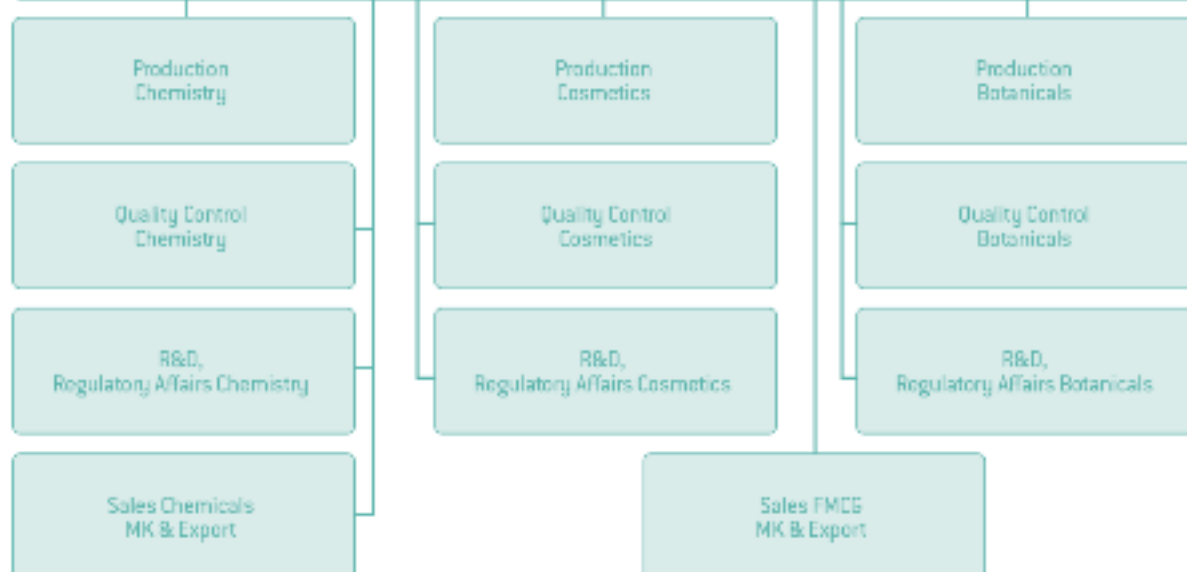 Production
Chemistry
Production
Cosmetics
Production
Botanicals
Quality Control
Chemistry
Quality Control
Cosmetics
Quality Control
Botanicals
R&D,
Regulatory Affairs Chemistry
R&D,
Regulatory Affairs Cosmetics
R&D,
Regulatory Affairs Botanicals
Sales Chemicals
MK & Export
Sales FMCG
MK & Export